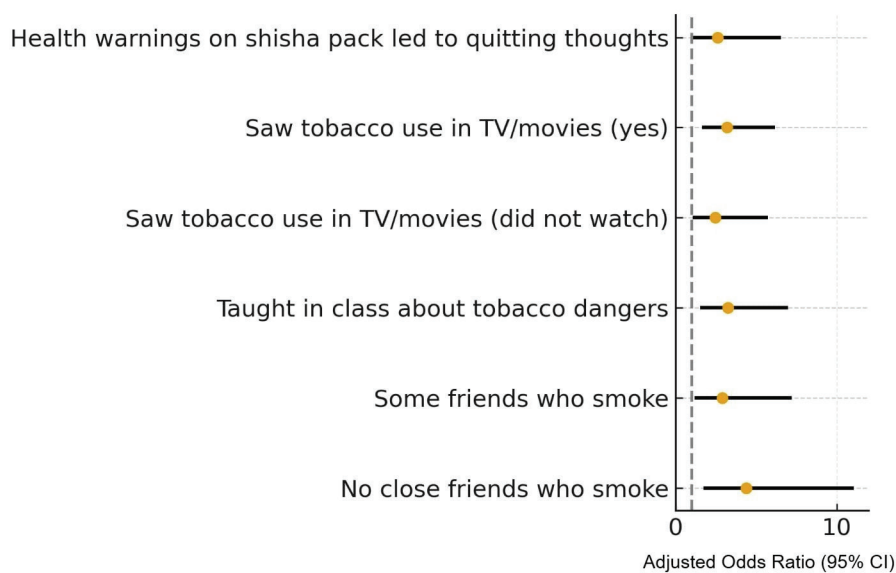 Health warnings on shisha pack led to quitting thoughts
Saw tobacco use in TV/movies (yes)
Saw tobacco use in TV/movies (did not watch)
Taught in class about tobacco dangers
Some friends who smoke
No close friends who smoke
0 10
Adjusted Odds Ratio (95% CI)